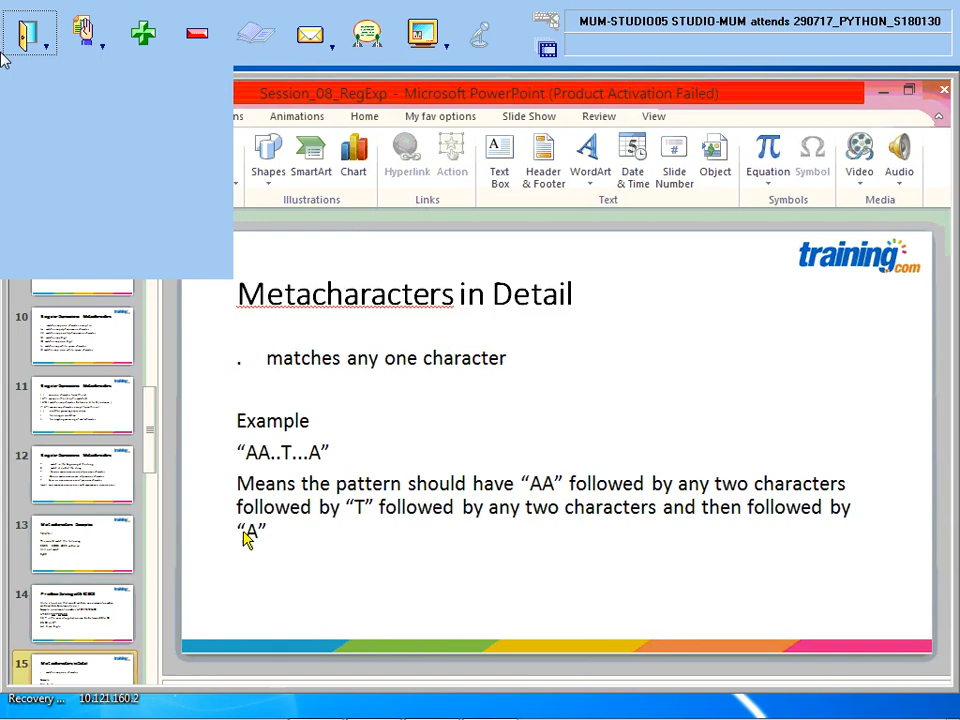 MUM-STUDIO05 STUDIO-MUM attends 290717_PYTHON_S180130
Session_08_RegExp - Microsoft PowerPoint (Product Activation Failed)
ns Animations Home My fav options Slide Show Review View
Shapes SmartArt Chart Hyperlink Action Text Box Header & Footer WordArt Date & Time Slide Number Object Equation Symbol Video Audio
Illustrations Links Text Symbols Media
training.com
Metacharacters in Detail
. matches any one character
Example
“AA..T...A”
Means the pattern should have “AA” followed by any two characters
followed by “T” followed by any two characters and then followed by
“A”
10
11
12
13
14
15
Recovery ... 10.121.160.2